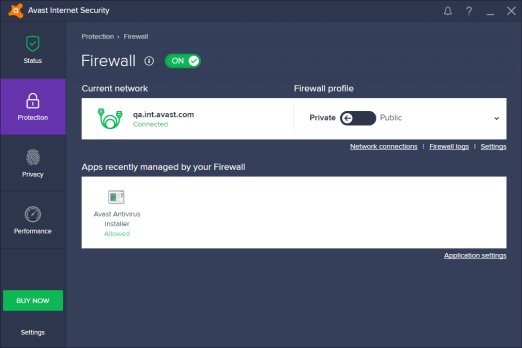 Avast Internet Security
Status
Protection
Privacy
Performance
BUY NOW
Settings
Protection › Firewall
Firewall ON
Current network
Firewall profile
qa.int.avast.com
Connected
Private Public
Network connections | Firewall logs | Settings
Apps recently managed by your Firewall
Avast Antivirus
Installer
Allowed
Application settings